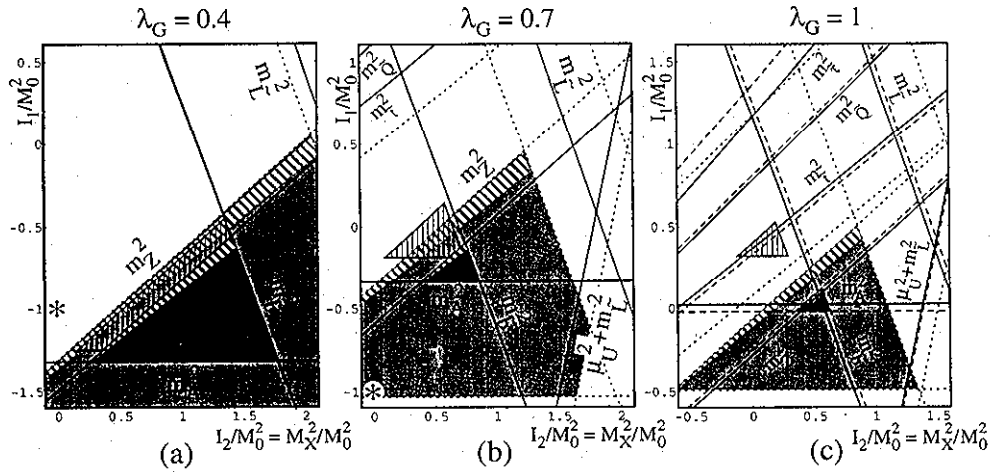 λ_G = 0.4
λ_G = 0.7
λ_G = 1
I_1/M_0^2
0.5
0
-0.5
-1
-1.5
0
0.5
1
1.5
2
m_Z^2
m_L̃^2
*
(a)
I_2/M_0^2 = M_X^2/M_0^2
I_1/M_0^2
1
0.5
0
-0.5
-1
0
0.5
1
1.5
2
m_Q̃^2
m_τ̃^2
m_Z^2
m_L̃^2
μ_U^2+m_L̃^2
*
(b)
I_2/M_0^2 = M_X^2/M_0^2
I_1/M_0^2
1.5
1
0.5
0
-0.5
-0.5
0
0.5
1
1.5
m_Q̃^2
m_L̃^2
μ_U^2+m_L̃^2
(c)
I_2/M_0^2 = M_X^2/M_0^2